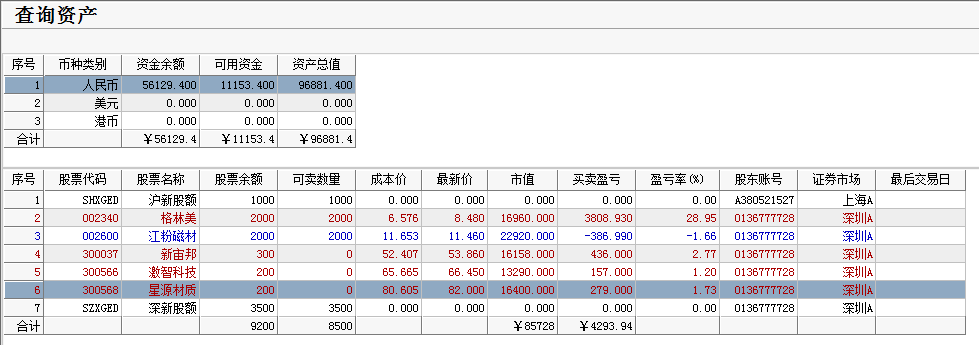 查询资产
序号 币种类别 资金余额 可用资金 资产总值
1 人民币 56129.400 11153.400 96881.400
2 美元 0.000 0.000 0.000
3 港币 0.000 0.000 0.000
合计 ￥56129.4 ￥11153.4 ￥96881.4
序号 股票代码 股票名称 股票余额 可卖数量 成本价 最新价 市值 买卖盈亏 盈亏率(%) 股东账号 证券市场 最后交易日
1 SHXGED 沪新股额 1000 1000 0.000 0.000 0.000 0.000 0.00 A380521527 上海A
2 002340 格林美 2000 2000 6.576 8.480 16960.000 3808.930 28.95 0136777728 深圳A
3 002600 江粉磁材 2000 2000 11.653 11.460 22920.000 -386.990 -1.66 0136777728 深圳A
4 300037 新宙邦 300 0 52.407 53.860 16158.000 436.000 2.77 0136777728 深圳A
5 300566 激智科技 200 0 65.665 66.450 13290.000 157.000 1.20 0136777728 深圳A
6 300568 星源材质 200 0 80.605 82.000 16400.000 279.000 1.73 0136777728 深圳A
7 SZXGED 深新股额 3500 3500 0.000 0.000 0.000 0.000 0.00 0136777728 深圳A
合计 9200 8500 ￥85728 ￥4293.94